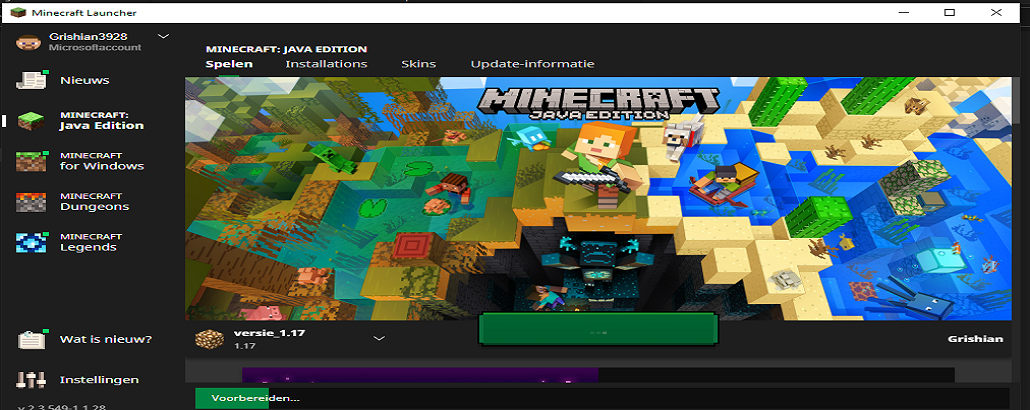 Minecraft Launcher
Grishian3928
Microsoftaccount
MINECRAFT: JAVA EDITION
Spelen Installations Skins Update-informatie
Nieuws
MINECRAFT:
Java Edition
MINECRAFT
for Windows
MINECRAFT
Dungeons
MINECRAFT
Legends
MINECRAFT
JAVA EDITION
Wat is nieuw?
versie_1.17
1.17
...
Grishian
Instellingen
Voorbereiden...
v 2.3.549-1.1.28